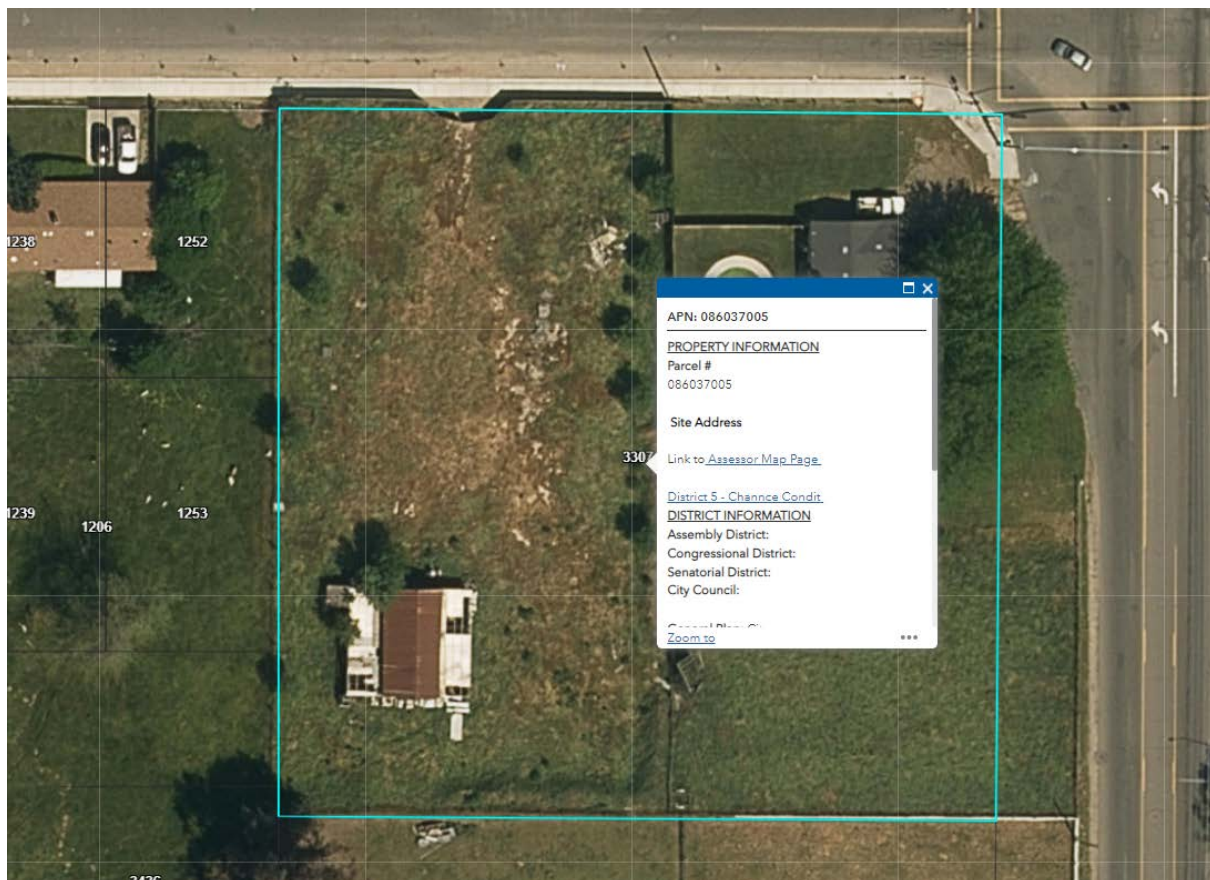 1238
1252
1239
1206
1253
3307
APN: 086037005
PROPERTY INFORMATION
Parcel #
086037005
Site Address
Link to Assessor Map Page
District 5 - Channce Condit
DISTRICT INFORMATION
Assembly District:
Congressional District:
Senatorial District:
City Council:
Zoom to